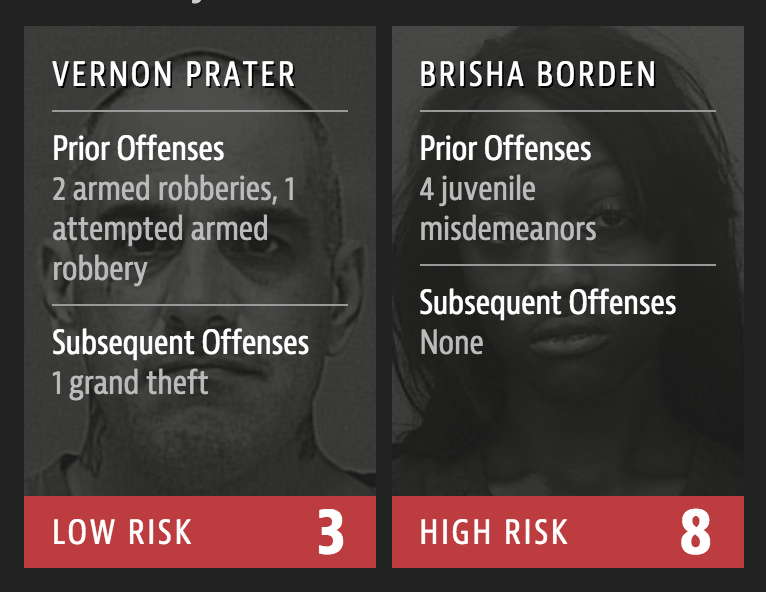 VERNON PRATER
Prior Offenses
2 armed robberies, 1
attempted armed
robbery
Subsequent Offenses
1 grand theft
LOW RISK 3
BRISHA BORDEN
Prior Offenses
4 juvenile
misdemeanors
Subsequent Offenses
None
HIGH RISK 8